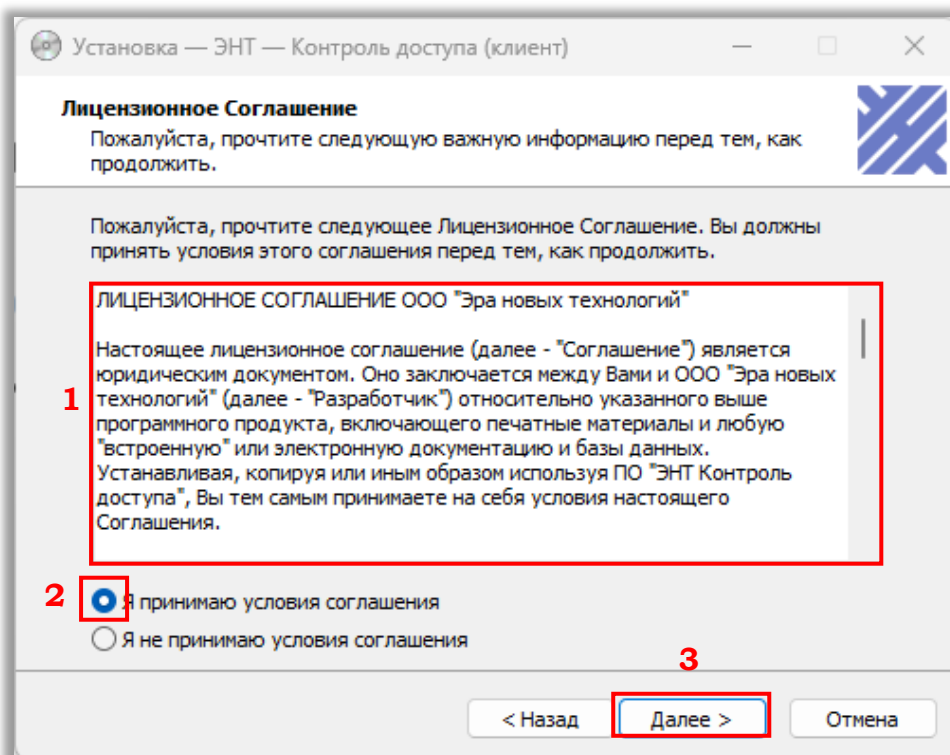 Установка — ЭНТ — Контроль доступа (клиент)
Лицензионное Соглашение
Пожалуйста, прочтите следующую важную информацию перед тем, как
продолжить.
Пожалуйста, прочтите следующее Лицензионное Соглашение. Вы должны
принять условия этого соглашения перед тем, как продолжить.
ЛИЦЕНЗИОННОЕ СОГЛАШЕНИЕ ООО "Эра новых технологий"
Настоящее лицензионное соглашение (далее - "Соглашение") является
юридическим документом. Оно заключается между Вами и ООО "Эра новых
1 технологий" (далее - "Разработчик") относительно указанного выше
программного продукта, включающего печатные материалы и любую
"встроенную" или электронную документацию и базы данных.
Устанавливая, копируя или иным образом используя ПО "ЭНТ Контроль
доступа", Вы тем самым принимаете на себя условия настоящего
Соглашения.
2 Я принимаю условия соглашения
Я не принимаю условия соглашения
3
< Назад Далее > Отмена